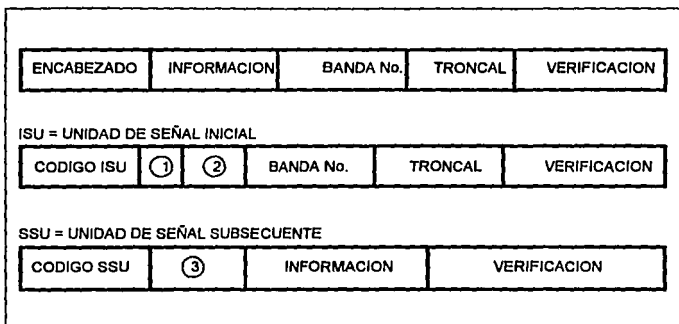 ENCABEZADO INFORMACION BANDA No. TRONCAL VERIFICACION
ISU = UNIDAD DE SEÑAL INICIAL
CODIGO ISU 1 2 BANDA No. TRONCAL VERIFICACION
SSU = UNIDAD DE SEÑAL SUBSECUENTE
CODIGO SSU 3 INFORMACION VERIFICACION